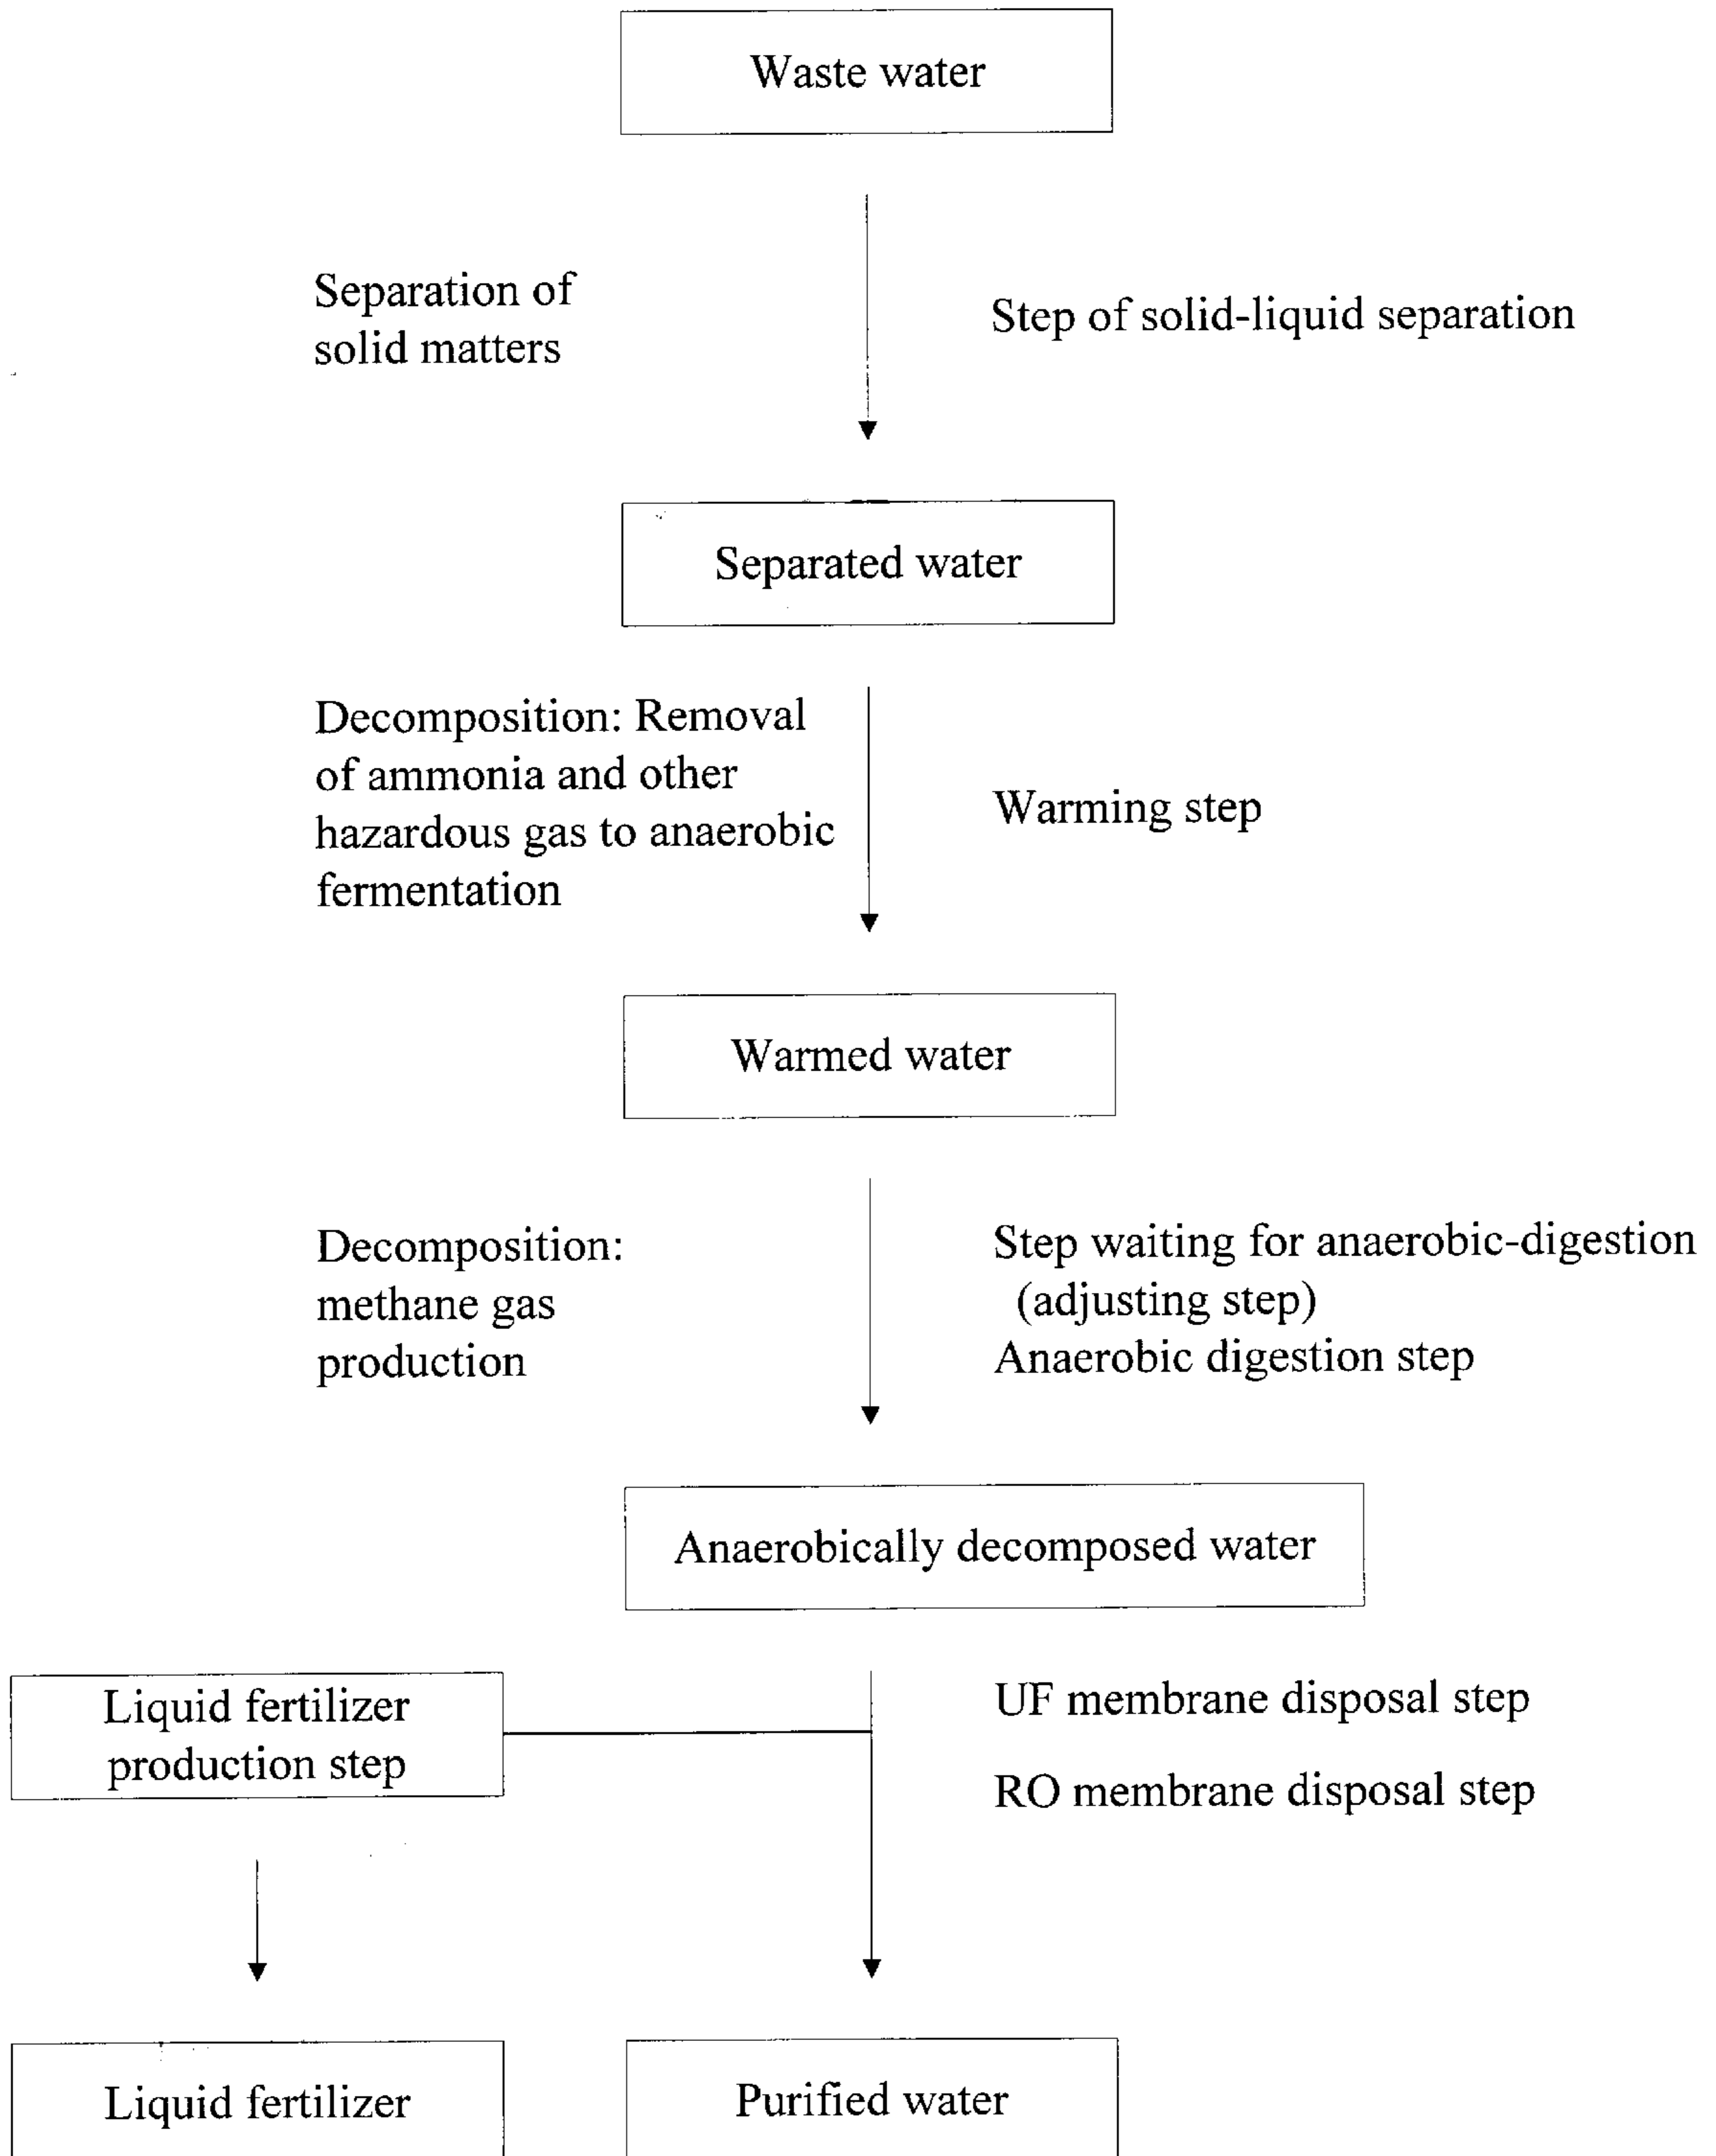 Waste water
Separation of
solid matters
Step of solid-liquid separation
Separated water
Decomposition: Removal
of ammonia and other
hazardous gas to anaerobic
fermentation
Warming step
Warmed water
Decomposition:
methane gas
production
Step waiting for anaerobic-digestion
(adjusting step)
Anaerobic digestion step
Anaerobically decomposed water
Liquid fertilizer
production step
UF membrane disposal step
RO membrane disposal step
Liquid fertilizer
Purified water